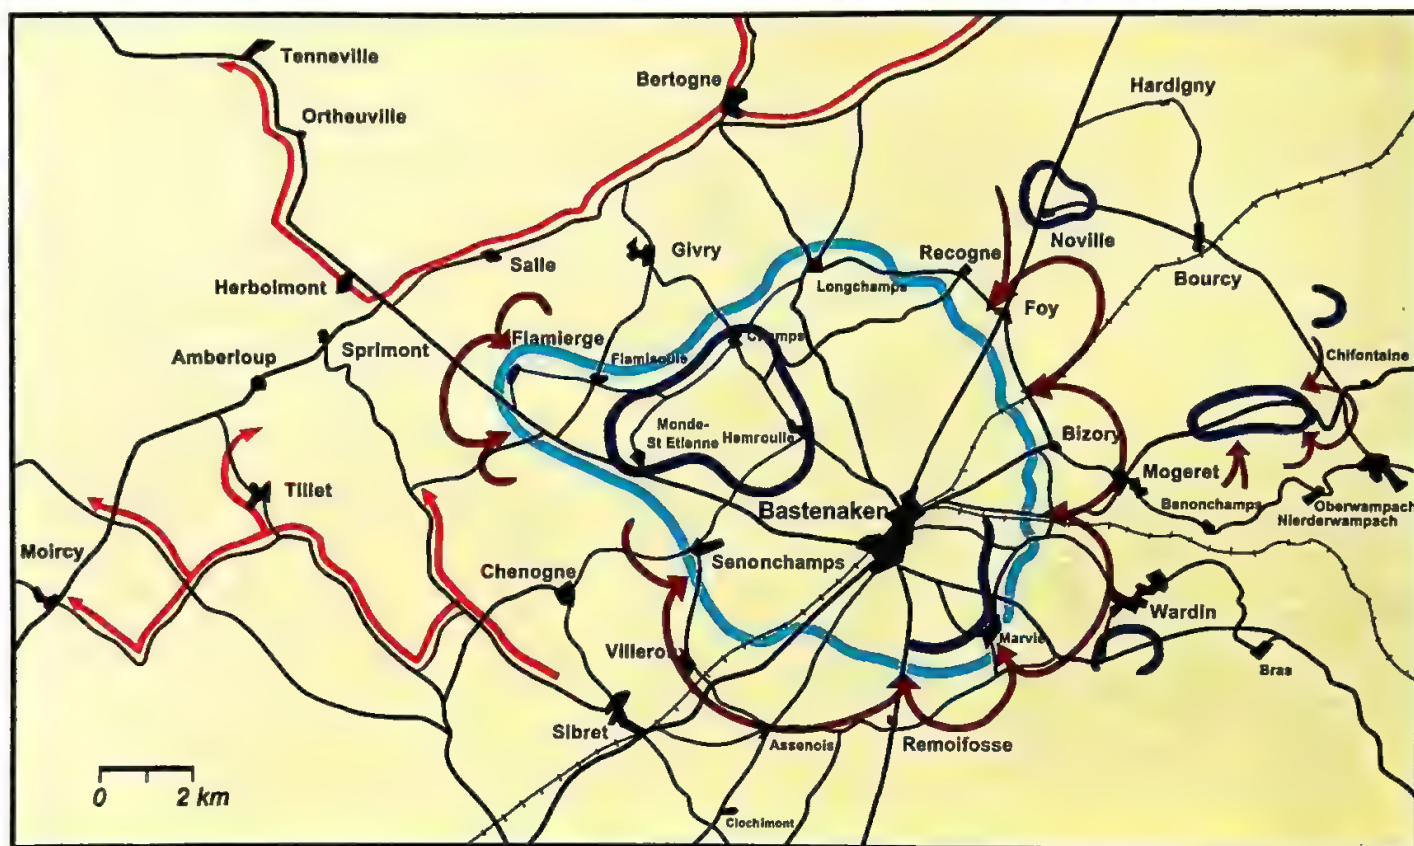 Tenneville
Bertogne
Hardigny
Ortheuville
Noville
Recogne
Givry
Salle
Bourcy
Herboimont
Longchamps
Foy
Flamierge
Champs
Sprimont
Flamisoulle
Chifontaine
Amberloup
Monde-
St Etienne
Hemroulle
Bizory
Mogeret
Tillet
Benonchamps
Oberwampach
Nierderwampach
Bastenaken
Moircy
Senonchamps
Chenogne
Wardin
Marvie
Villeroux
Bras
Sibret
Assenois
Remoifosse
0 2 km
Clochimont